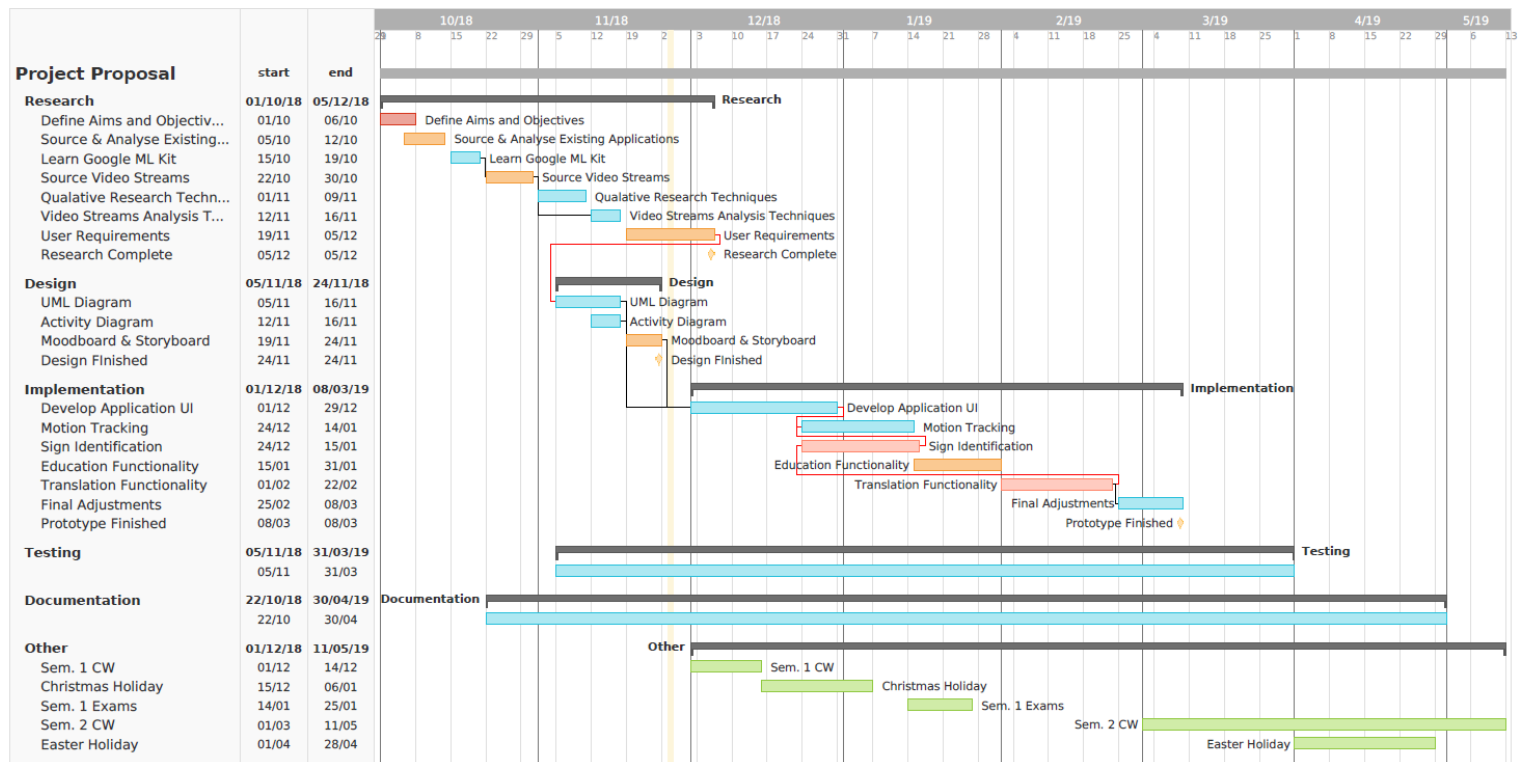 10/18 11/18 12/18 1/19 2/19 3/19 4/19 5/19
29 8 15 22 29 5 12 19 2 3 10 17 24 31 7 14 21 28 4 11 18 25 4 11 18 25 1 8 15 22 29 6 13
Project Proposal start end
Research 01/10/18 05/12/18 Research
Define Aims and Objectiv... 01/10 06/10 Define Aims and Objectives
Source & Analyse Existing... 05/10 12/10 Source & Analyse Existing Applications
Learn Google ML Kit 15/10 19/10 Learn Google ML Kit
Source Video Streams 22/10 30/10 Source Video Streams
Qualative Research Techn... 01/11 09/11 Qualative Research Techniques
Video Streams Analysis T... 12/11 16/11 Video Streams Analysis Techniques
User Requirements 19/11 05/12 User Requirements
Research Complete 05/12 05/12 Research Complete
Design 05/11/18 24/11/18 Design
UML Diagram 05/11 16/11 UML Diagram
Activity Diagram 12/11 16/11 Activity Diagram
Moodboard & Storyboard 19/11 24/11 Moodboard & Storyboard
Design FInished 24/11 24/11 Design FInished
Implementation 01/12/18 08/03/19 Implementation
Develop Application UI 01/12 29/12 Develop Application UI
Motion Tracking 24/12 14/01 Motion Tracking
Sign Identification 24/12 15/01 Sign Identification
Education Functionality 15/01 31/01 Education Functionality
Translation Functionality 01/02 22/02 Translation Functionality
Final Adjustments 25/02 08/03 Final Adjustments
Prototype Finished 08/03 08/03 Prototype Finished
Testing 05/11/18 31/03/19 Testing
05/11 31/03
Documentation 22/10/18 30/04/19 Documentation
22/10 30/04
Other 01/12/18 11/05/19 Other
Sem. 1 CW 01/12 14/12 Sem. 1 CW
Christmas Holiday 15/12 06/01 Christmas Holiday
Sem. 1 Exams 14/01 25/01 Sem. 1 Exams
Sem. 2 CW 01/03 11/05 Sem. 2 CW
Easter Holiday 01/04 28/04 Easter Holiday